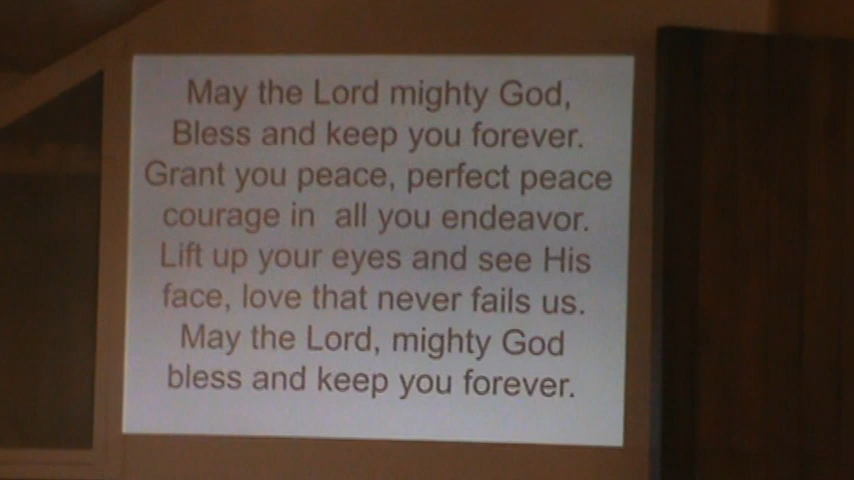 May the Lord mighty God,
Bless and keep you forever.
Grant you peace, perfect peace
courage in  all you endeavor.
Lift up your eyes and see His
face, love that never fails us.
May the Lord, mighty God
bless and keep you forever.